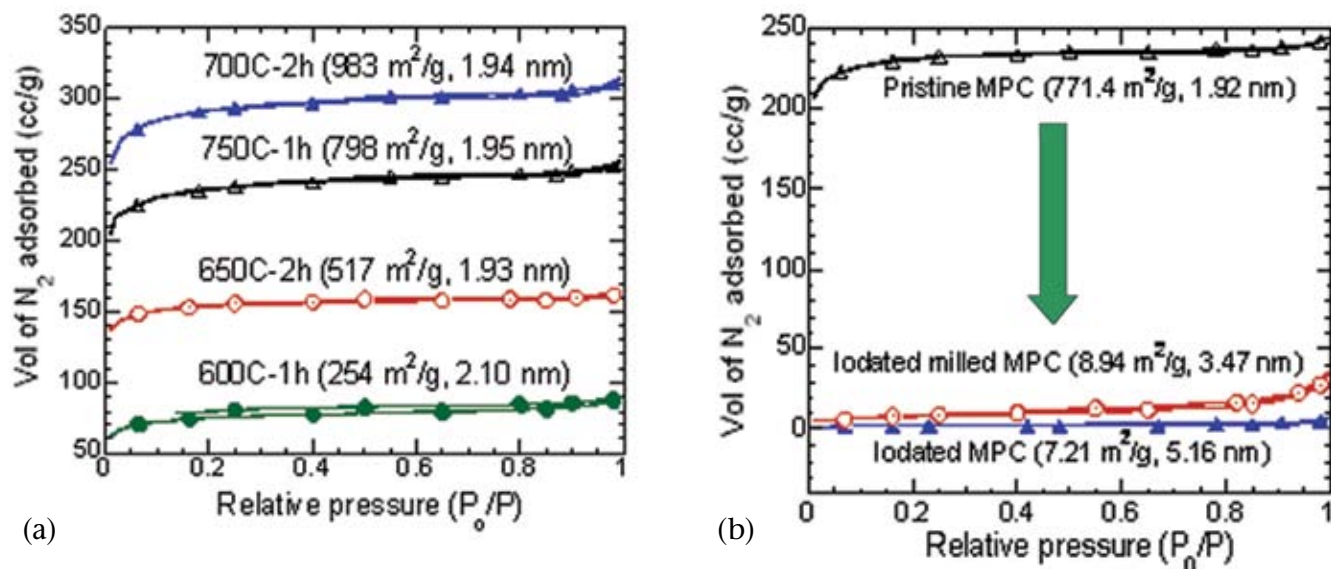 350
300
250
200
150
100
50
Vol of N2 adsorbed (cc/g)
700C-2h (983 m²/g, 1.94 nm)
750C-1h (798 m²/g, 1.95 nm)
650C-2h (517 m²/g, 1.93 nm)
600C-1h (254 m²/g, 2.10 nm)
0 0.2 0.4 0.6 0.8 1
Relative pressure (Po/P)
(a)
250
200
150
100
50
0
Vol of N2 adsorbed (cc/g)
Pristine MPC (771.4 m²/g, 1.92 nm)
Iodated milled MPC (8.94 m²/g, 3.47 nm)
Iodated MPC (7.21 m²/g, 5.16 nm)
0 0.2 0.4 0.6 0.8 1
Relative pressure (Po/P)
(b)